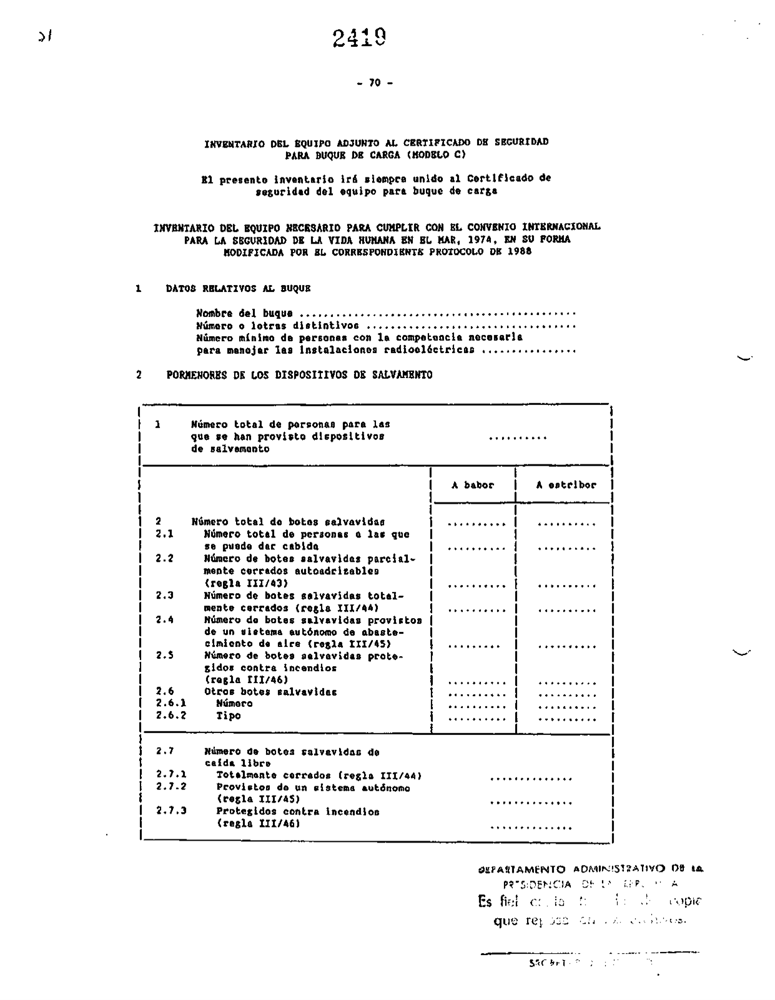 2419
- 70 -
INVENTARIO DEL EQUIPO ADJUNTO AL CERTIFICADO DE SEGURIDAD
PARA BUQUE DE CARGA (MODELO C)
El presente inventario irá siempre unido al Certificado de
seguridad del equipo para buque de carga
INVENTARIO DEL EQUIPO NECESARIO PARA CUMPLIR CON EL CONVENIO INTERNACIONAL
PARA LA SEGURIDAD DE LA VIDA HUMANA EN EL MAR, 1974, EN SU FORMA
MODIFICADA POR EL CORRESPONDIENTE PROTOCOLO DE 1988
1 DATOS RELATIVOS AL BUQUE
Nombre del buque ..............................................
Número o letras distintivos ...................................
Número mínimo de personas con la competencia necesaria
para manejar las instalaciones radioeléctricas ................
2 PORMENORES DE LOS DISPOSITIVOS DE SALVAMENTO
1 Número total de personas para las
que se han provisto dispositivos ..........
de salvamento
A babor A estribor
2 Número total de botes salvavidas .......... ..........
2.1 Número total de personas a las que
se puede dar cabida .......... ..........
2.2 Número de botes salvavidas parcial-
mente cerrados autoadrizables
(regla III/43) .......... ..........
2.3 Número de botes salvavidas total-
mente cerrados (regla III/44) .......... ..........
2.4 Número de botes salvavidas provistos
de un sistema autónomo de abaste-
cimiento de aire (regla III/45) ......... ..........
2.5 Número de botes salvavidas prote-
gidos contra incendios
(regla III/46) .......... ..........
2.6 Otros botes salvavidas .......... ..........
2.6.1 Número .......... ..........
2.6.2 Tipo .......... ..........
2.7 Número de botes salvavidas de
caída libre
2.7.1 Totalmente cerrados (regla III/44) ..............
2.7.2 Provistos de un sistema autónomo
(regla III/45) ..............
2.7.3 Protegidos contra incendios
(regla III/46) ..............
DEPARTAMENTO ADMINISTRATIVO DE LA
PRESIDENCIA DE LA
Es fiel copia
que reposa en